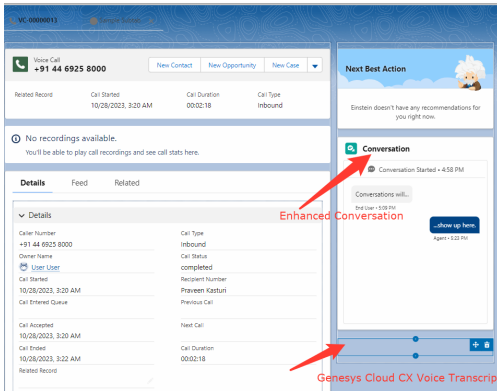 VC-00000013
Voice Call
+91 44 6925 8000
New Contact
New Opportunity
New Case
Related Record
Call Started
Call Duration
Call Type
10/28/2023, 3:20 AM
00:02:18
Inbound
No recordings available.
You'll be able to play call recordings and see call stats here.
Details
Feed
Related
Details
Caller Number
Call Type
+91 44 6925 8000
Inbound
Owner Name
Call Status
User User
completed
Call Started
Recipient Number
10/28/2023, 3:20 AM
Praveen Kasturi
Call Entered Queue
Previous Call
Call Accepted
Next Call
10/28/2023, 3:20 AM
Call Ended
Call Duration
10/28/2023, 3:22 AM
00:02:18
Related Record
Next Best Action
Einstein doesn't have any recommendations for
you right now.
Conversation
Conversation Started • 4:58 PM
Conversations will...
End User • 5:09 PM
...show up here.
Agent • 5:23 PM
Enhanced Conversation
Genesys Cloud CX Voice Transcrip